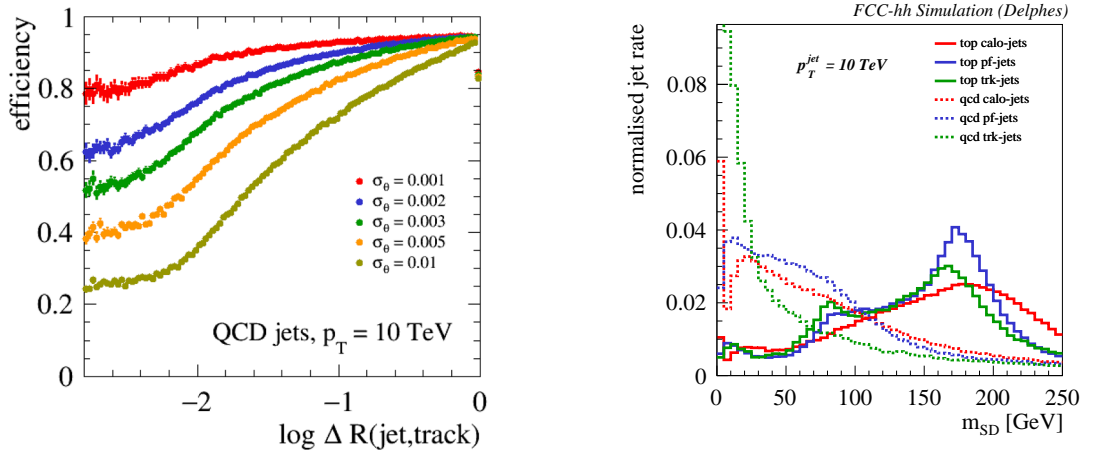 efficiency
1
0.8
0.6
0.4
0.2
0
σθ = 0.001
σθ = 0.002
σθ = 0.003
σθ = 0.005
σθ = 0.01
QCD jets, pT = 10 TeV
−2
−1
0
log Δ R(jet,track)
FCC-hh Simulation (Delphes)
normalised jet rate
pTjet = 10 TeV
top calo-jets
top pf-jets
top trk-jets
qcd calo-jets
qcd pf-jets
qcd trk-jets
0.08
0.06
0.04
0.02
0.00
0
50
100
150
200
250
mSD [GeV]